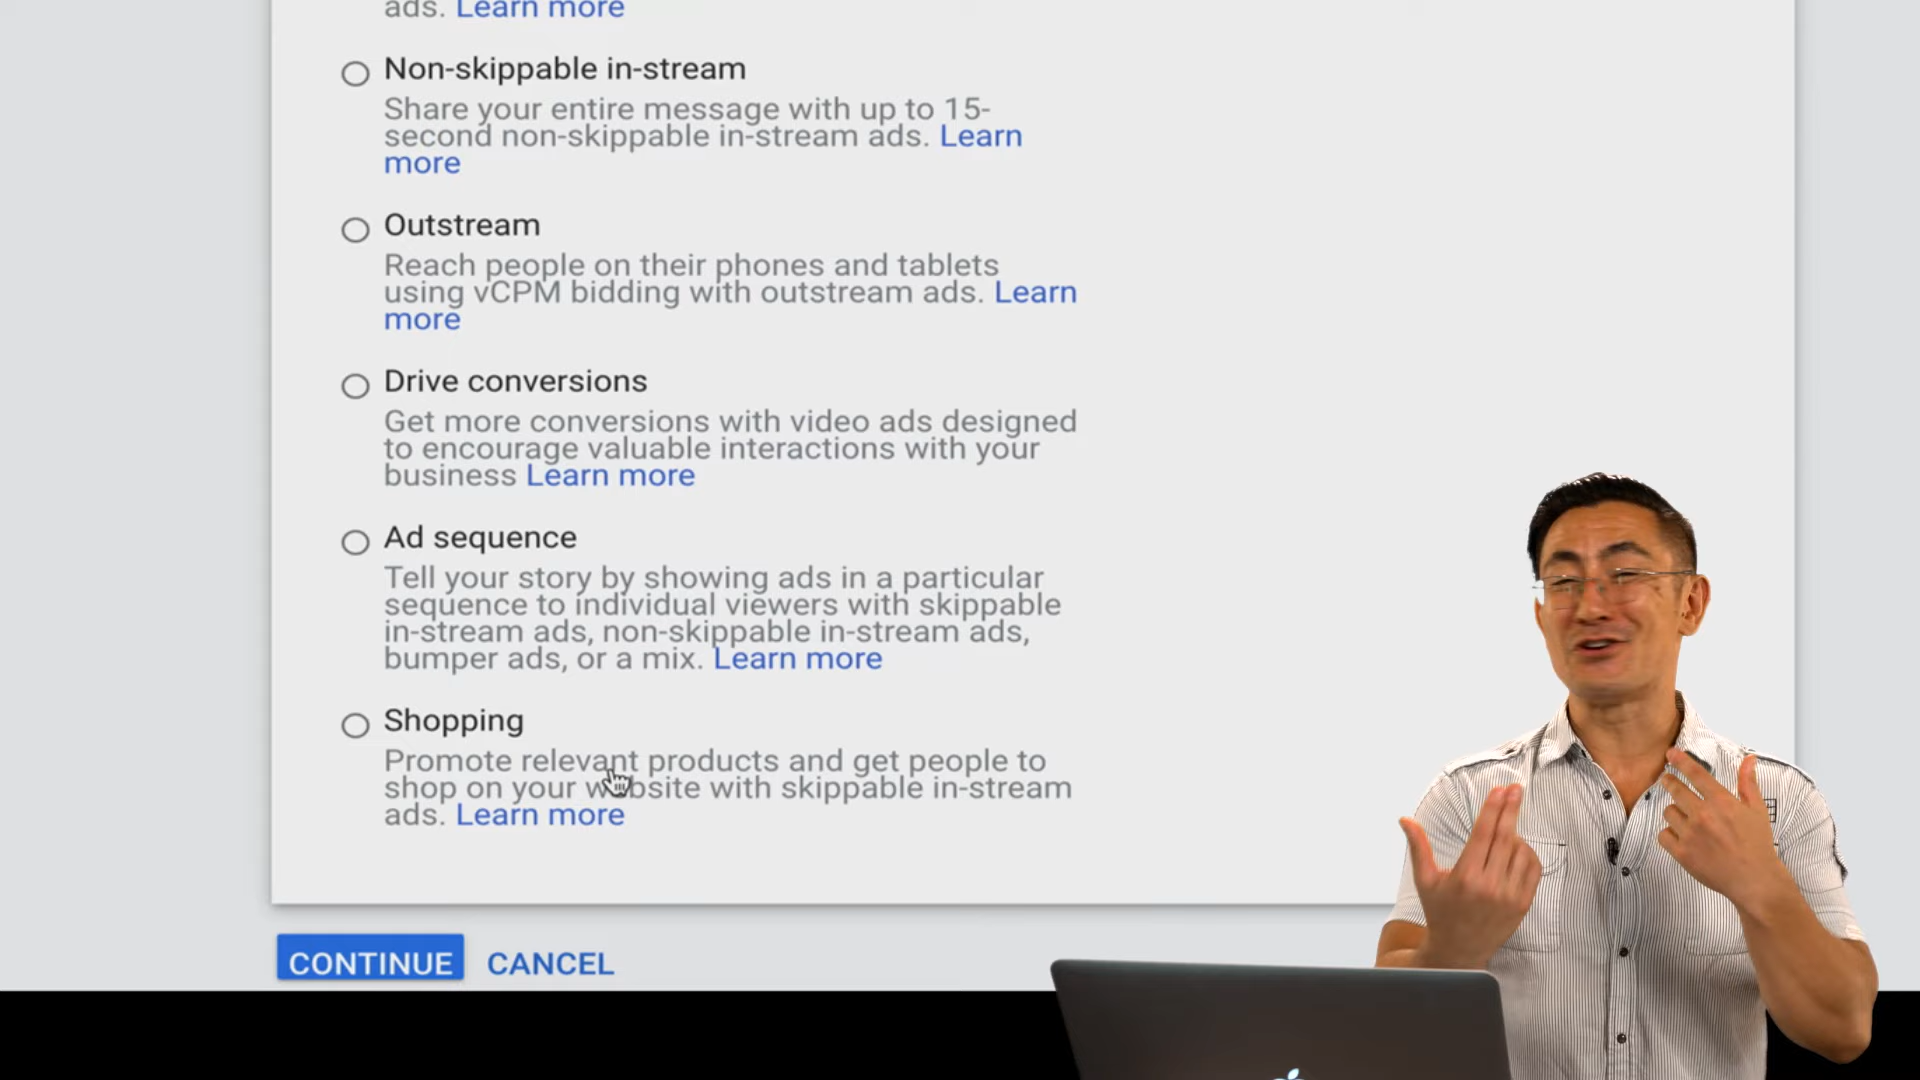 ads. Learn more
Non-skippable in-stream
Share your entire message with up to 15-
second non-skippable in-stream ads. Learn
more
Outstream
Reach people on their phones and tablets
using vCPM bidding with outstream ads. Learn
more
Drive conversions
Get more conversions with video ads designed
to encourage valuable interactions with your
business Learn more
Ad sequence
Tell your story by showing ads in a particular
sequence to individual viewers with skippable
in-stream ads, non-skippable in-stream ads,
bumper ads, or a mix. Learn more
Shopping
Promote relevant products and get people to
shop on your website with skippable in-stream
ads. Learn more
CONTINUE CANCEL